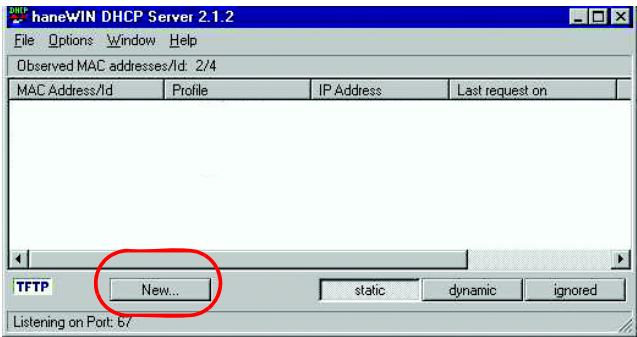 DHCP haneWIN DHCP Server 2.1.2
File Options Window Help
Observed MAC addresses/Id: 2/4
MAC Address/Id Profile IP Address Last request on
TFTP New... static dynamic ignored
Listening on Port: 67